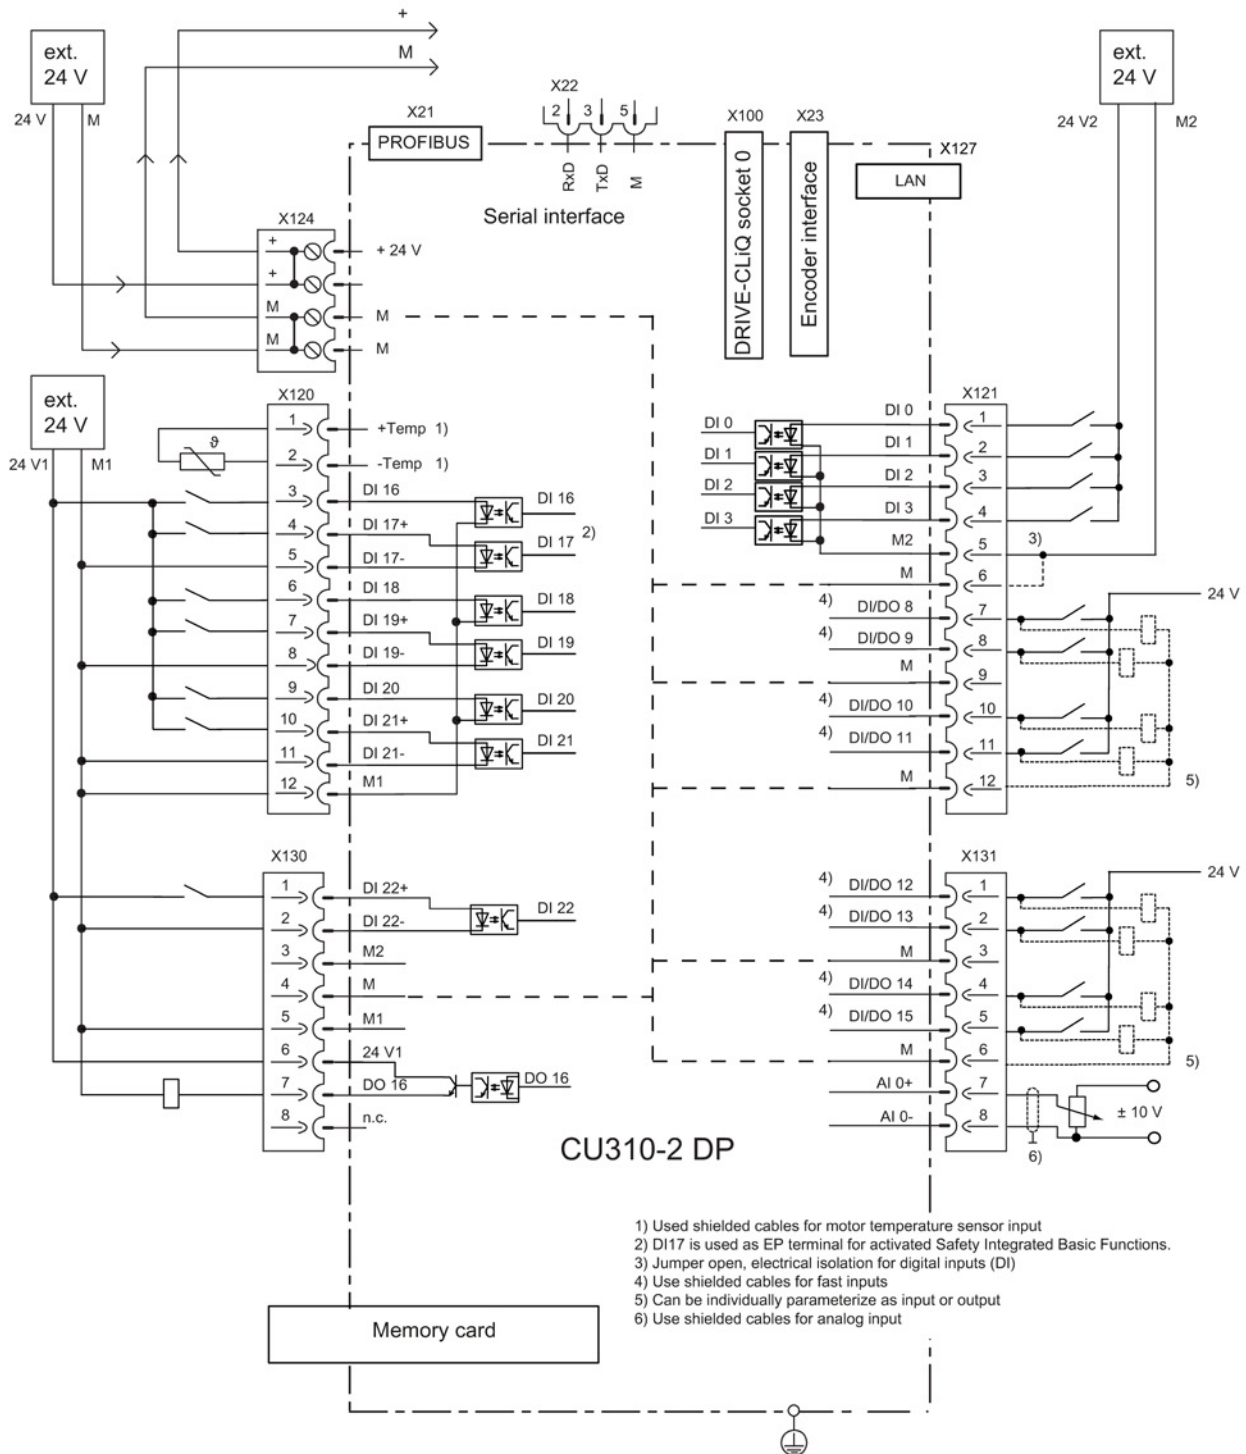 +
M
ext.
24 V
24 V
M
X21
PROFIBUS
X22
2
3
5
RxD
TxD
M
Serial interface
X100
DRIVE-CLiQ socket 0
X23
Encoder interface
X127
LAN
ext.
24 V
24 V2
M2
X124
+
+ 24 V
+
M
M
M
M
ext.
24 V
24 V1
M1
X120
ϑ
1
+Temp 1)
2
-Temp 1)
3
DI 16
DI 16
4
DI 17+
DI 17
2)
5
DI 17-
6
DI 18
DI 18
7
DI 19+
DI 19
8
DI 19-
9
DI 20
DI 20
10
DI 21+
DI 21
11
DI 21-
12
M1
X121
DI 0
DI 0
1
DI 1
DI 1
2
DI 2
DI 2
3
DI 3
DI 3
4
M2
5
3)
M
6
4)
DI/DO 8
7
24 V
4)
DI/DO 9
8
M
9
4)
DI/DO 10
10
4)
DI/DO 11
11
M
12
5)
X130
1
DI 22+
DI 22
2
DI 22-
3
M2
4
M
5
M1
6
24 V1
7
DO 16
DO 16
8
n.c.
X131
24 V
4)
DI/DO 12
1
4)
DI/DO 13
2
M
3
4)
DI/DO 14
4
4)
DI/DO 15
5
M
6
5)
AI 0+
7
± 10 V
AI 0-
8
6)
CU310-2 DP
1) Used shielded cables for motor temperature sensor input
2) DI17 is used as EP terminal for activated Safety Integrated Basic Functions.
3) Jumper open, electrical isolation for digital inputs (DI)
4) Use shielded cables for fast inputs
5) Can be individually parameterize as input or output
6) Use shielded cables for analog input
Memory card